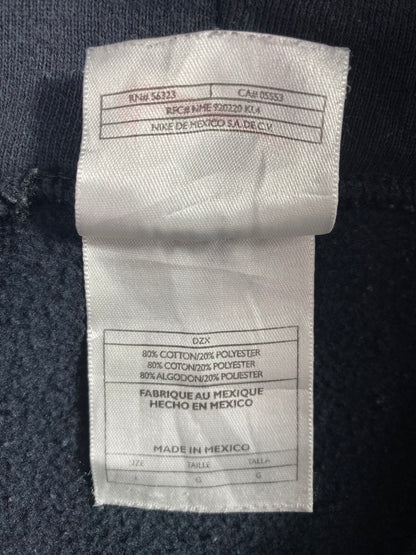 RN# 56323 CA# 05553
RFC# NME 920220 KL4
NIKE DE MEXICO S.A. DE C.V.
DZX
80% COTTON/20% POLYESTER
80% COTON/20% POLYESTER
80% ALGODON/20% POLYESTER
FABRIQUE AU MEXIQUE
HECHO EN MEXICO
MADE IN MEXICO
SIZE TAILLE TALLA
L G G